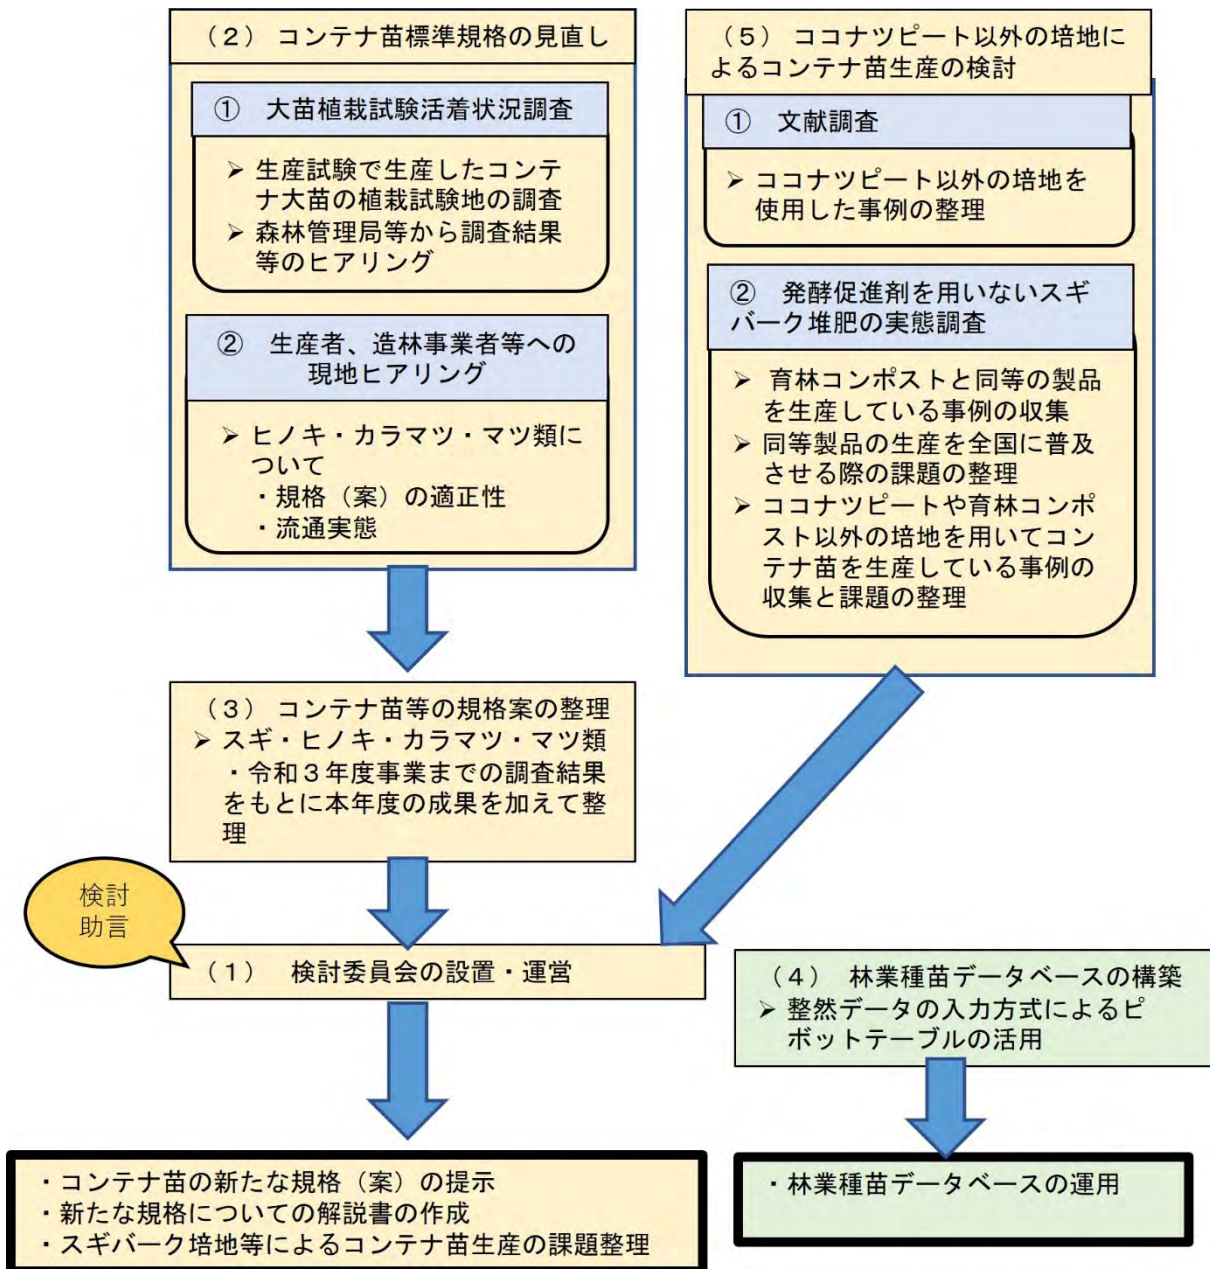 （２） コンテナ苗標準規格の見直し
① 大苗植栽試験活着状況調査
➢ 生産試験で生産したコンテ
ナ大苗の植栽試験地の調査
➢ 森林管理局等から調査結果
等のヒアリング
② 生産者、造林事業者等への
現地ヒアリング
➢ ヒノキ・カラマツ・マツ類に
ついて
・規格（案）の適正性
・流通実態
（５） ココナツピート以外の培地に
よるコンテナ苗生産の検討
① 文献調査
➢ ココナツピート以外の培地を
使用した事例の整理
② 発酵促進剤を用いないスギ
バーク堆肥の実態調査
➢ 育林コンポストと同等の製品
を生産している事例の収集
➢ 同等製品の生産を全国に普及
させる際の課題の整理
➢ ココナツピートや育林コンポ
スト以外の培地を用いてコン
テナ苗を生産している事例の
収集と課題の整理
（３） コンテナ苗等の規格案の整理
➢ スギ・ヒノキ・カラマツ・マツ類
・令和３年度事業までの調査結果
をもとに本年度の成果を加えて整
理
検討
助言
（１） 検討委員会の設置・運営
（４） 林業種苗データベースの構築
➢ 整然データの入力方式によるピ
ボットテーブルの活用
・コンテナ苗の新たな規格（案）の提示
・新たな規格についての解説書の作成
・スギバーク培地等によるコンテナ苗生産の課題整理
・林業種苗データベースの運用